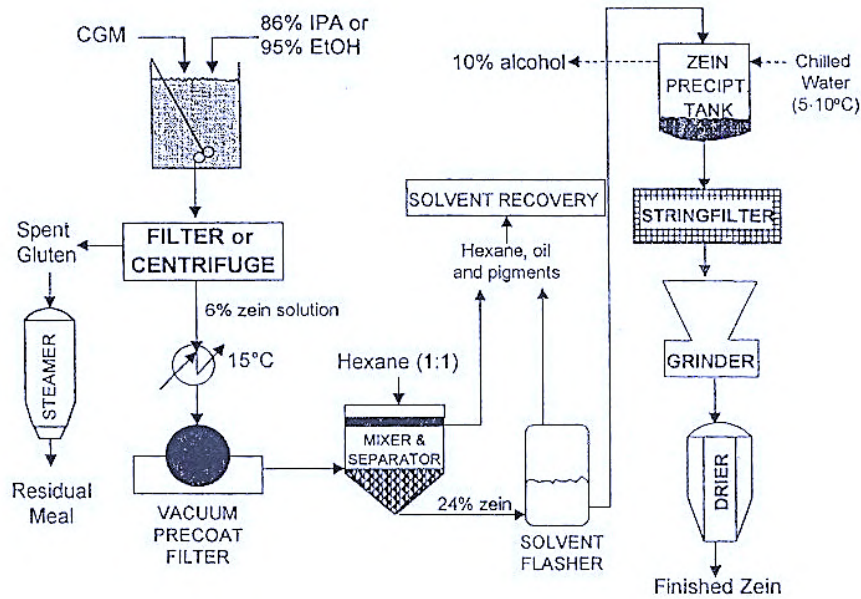 CGM
86% IPA or
95% EtOH
10% alcohol
ZEIN
PRECIPT.
TANK
Chilled
Water
(5-10°C)
SOLVENT RECOVERY
STRINGFILTER
Spent
Gluten
FILTER or
CENTRIFUGE
Hexane, oil
and pigments
6% zein solution
15°C
Hexane (1:1)
GRINDER
STEAMER
MIXER &
SEPARATOR
DRIER
Residual
Meal
VACUUM
PRECOAT
FILTER
24% zein
SOLVENT
FLASHER
Finished Zein